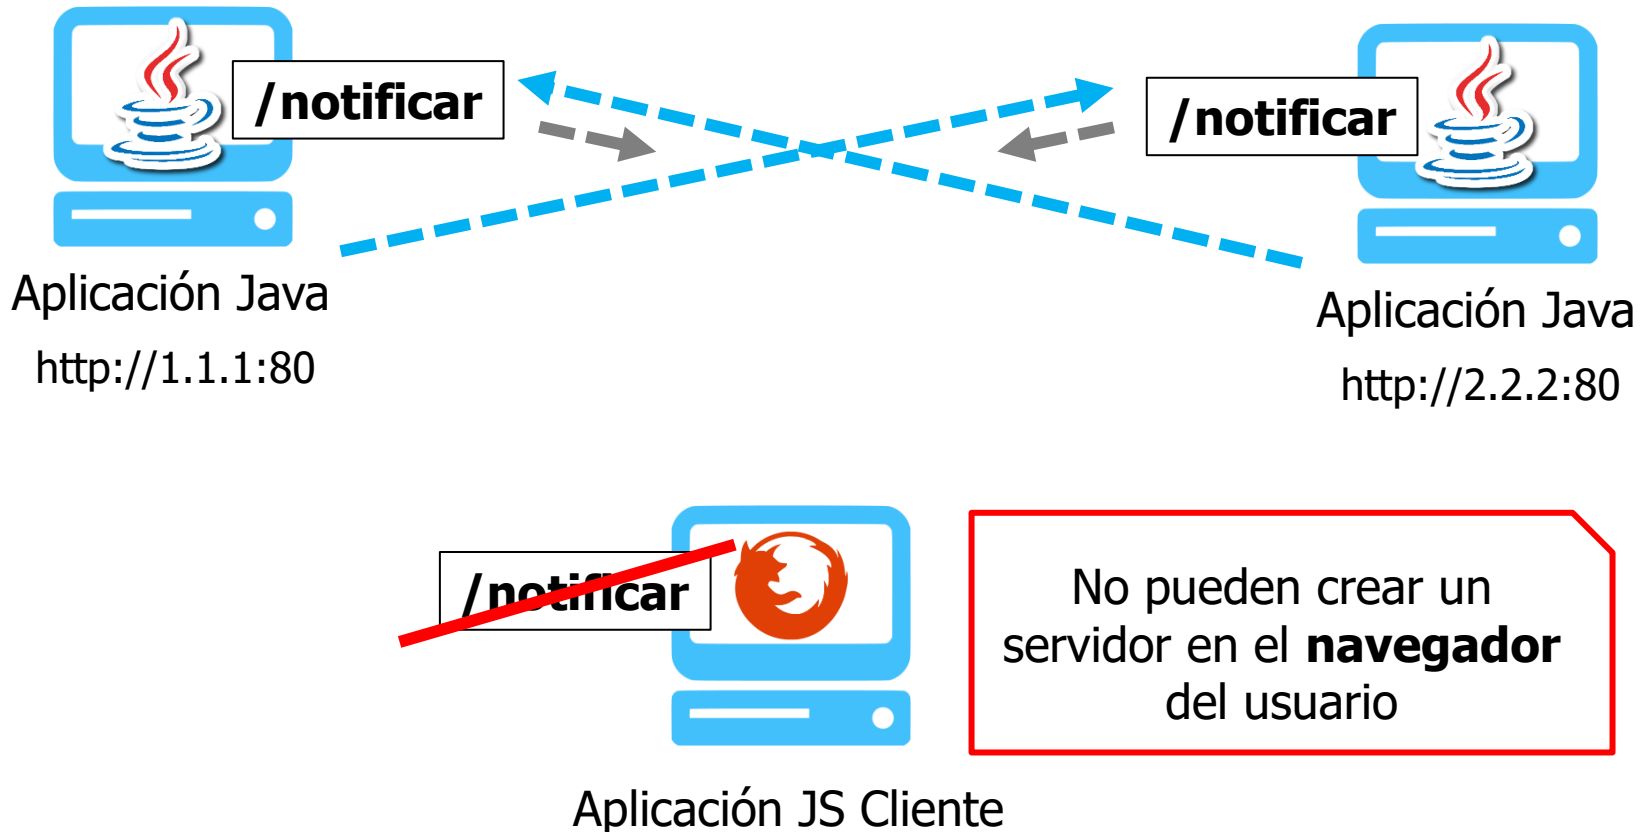 /notificar
/notificar
Aplicación Java
http://1.1.1:80
Aplicación Java
http://2.2.2:80
/notificar
No pueden crear un
servidor en el navegador
del usuario
Aplicación JS Cliente